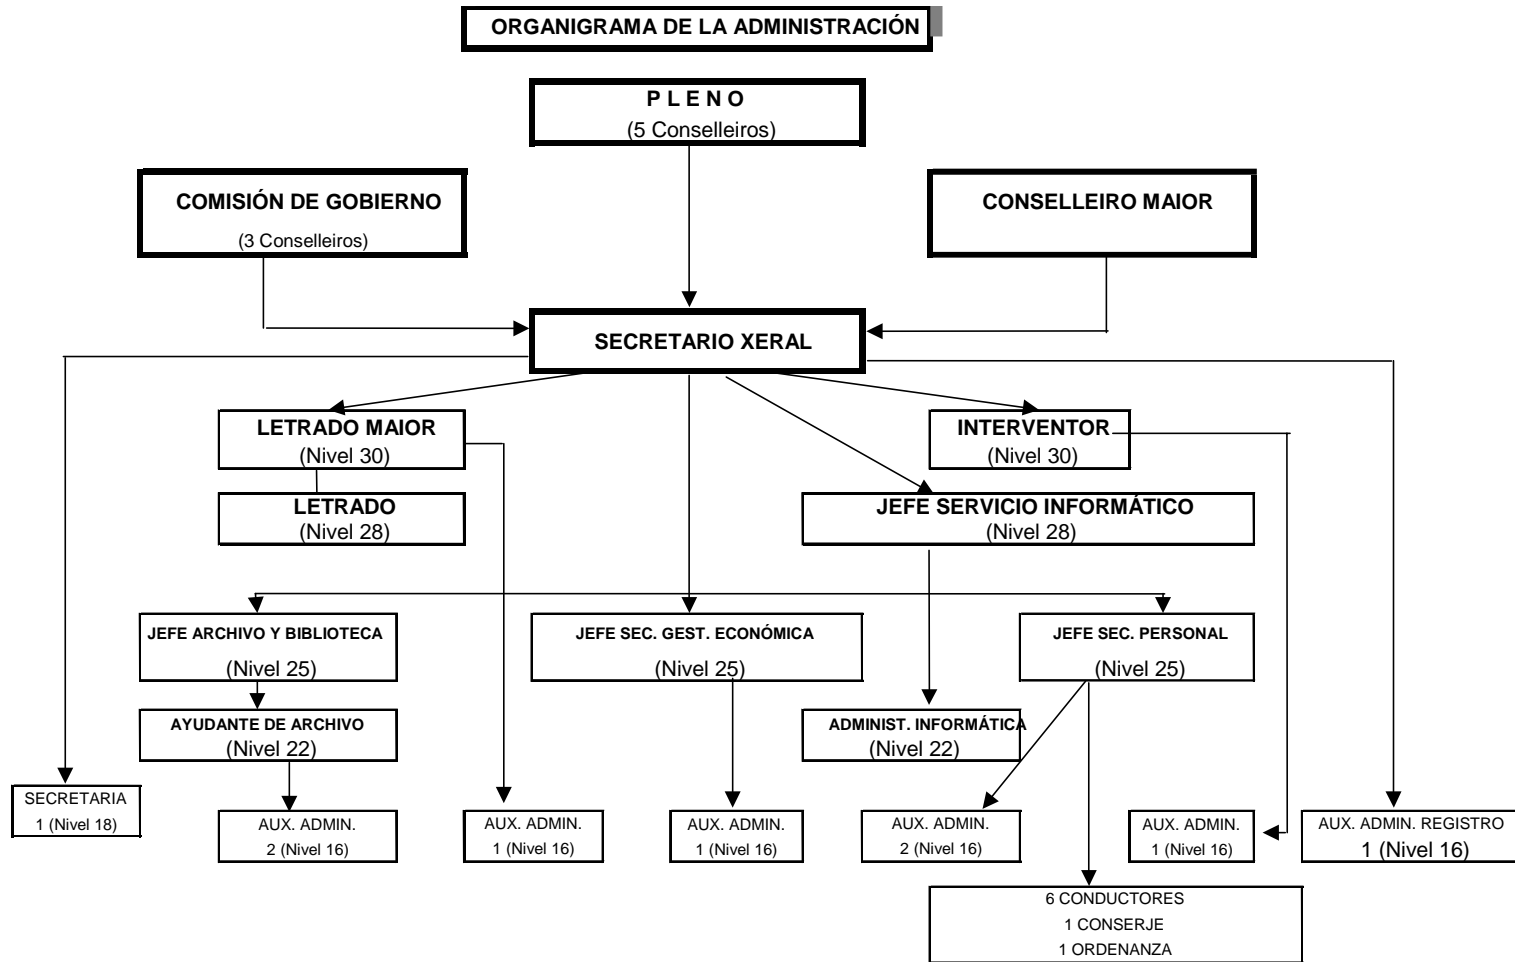 ORGANIGRAMA DE LA ADMINISTRACIÓN
P L E N O
(5 Conselleiros)
COMISIÓN DE GOBIERNO
(3 Conselleiros)
CONSELLEIRO MAIOR
SECRETARIO XERAL
LETRADO MAIOR
(Nivel 30)
INTERVENTOR
(Nivel 30)
LETRADO
(Nivel 28)
JEFE SERVICIO INFORMÁTICO
(Nivel 28)
JEFE ARCHIVO Y BIBLIOTECA
(Nivel 25)
JEFE SEC. GEST. ECONÓMICA
(Nivel 25)
JEFE SEC. PERSONAL
(Nivel 25)
AYUDANTE DE ARCHIVO
(Nivel 22)
ADMINIST. INFORMÁTICA
(Nivel 22)
SECRETARIA
1 (Nivel 18)
AUX. ADMIN.
2 (Nivel 16)
AUX. ADMIN.
1 (Nivel 16)
AUX. ADMIN.
1 (Nivel 16)
AUX. ADMIN.
2 (Nivel 16)
AUX. ADMIN.
1 (Nivel 16)
AUX. ADMIN. REGISTRO
1 (Nivel 16)
6 CONDUCTORES
1 CONSERJE
1 ORDENANZA